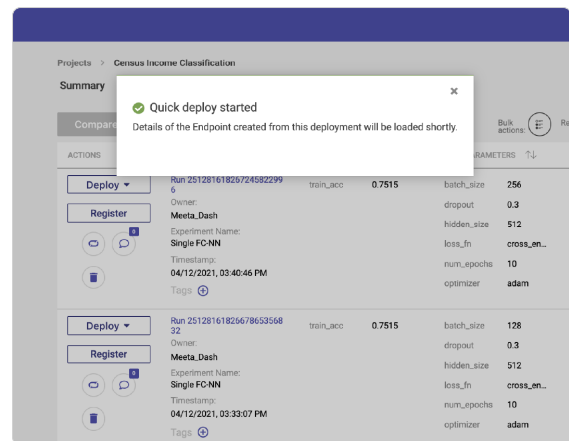 Projects > Census Income Classification
Summary
Quick deploy started
Details of the Endpoint created from this deployment will be loaded shortly.
Compare
Bulk actions:
Re
ACTIONS
RAMETERS
Deploy
Register
0
Run 25128161826724582299
6
Owner:
Meeta_Dash
Experiment Name:
Single FC-NN
Timestamp:
04/12/2021, 03:40:46 PM
Tags
train_acc 0.7515
batch_size 256
dropout 0.3
hidden_size 512
loss_fn cross_en...
num_epochs 10
optimizer adam
Deploy
Register
0
Run 25128161826678653568
32
Owner:
Meeta_Dash
Experiment Name:
Single FC-NN
Timestamp:
04/12/2021, 03:33:07 PM
Tags
train_acc 0.7515
batch_size 128
dropout 0.3
hidden_size 512
loss_fn cross_en...
num_epochs 10
optimizer adam